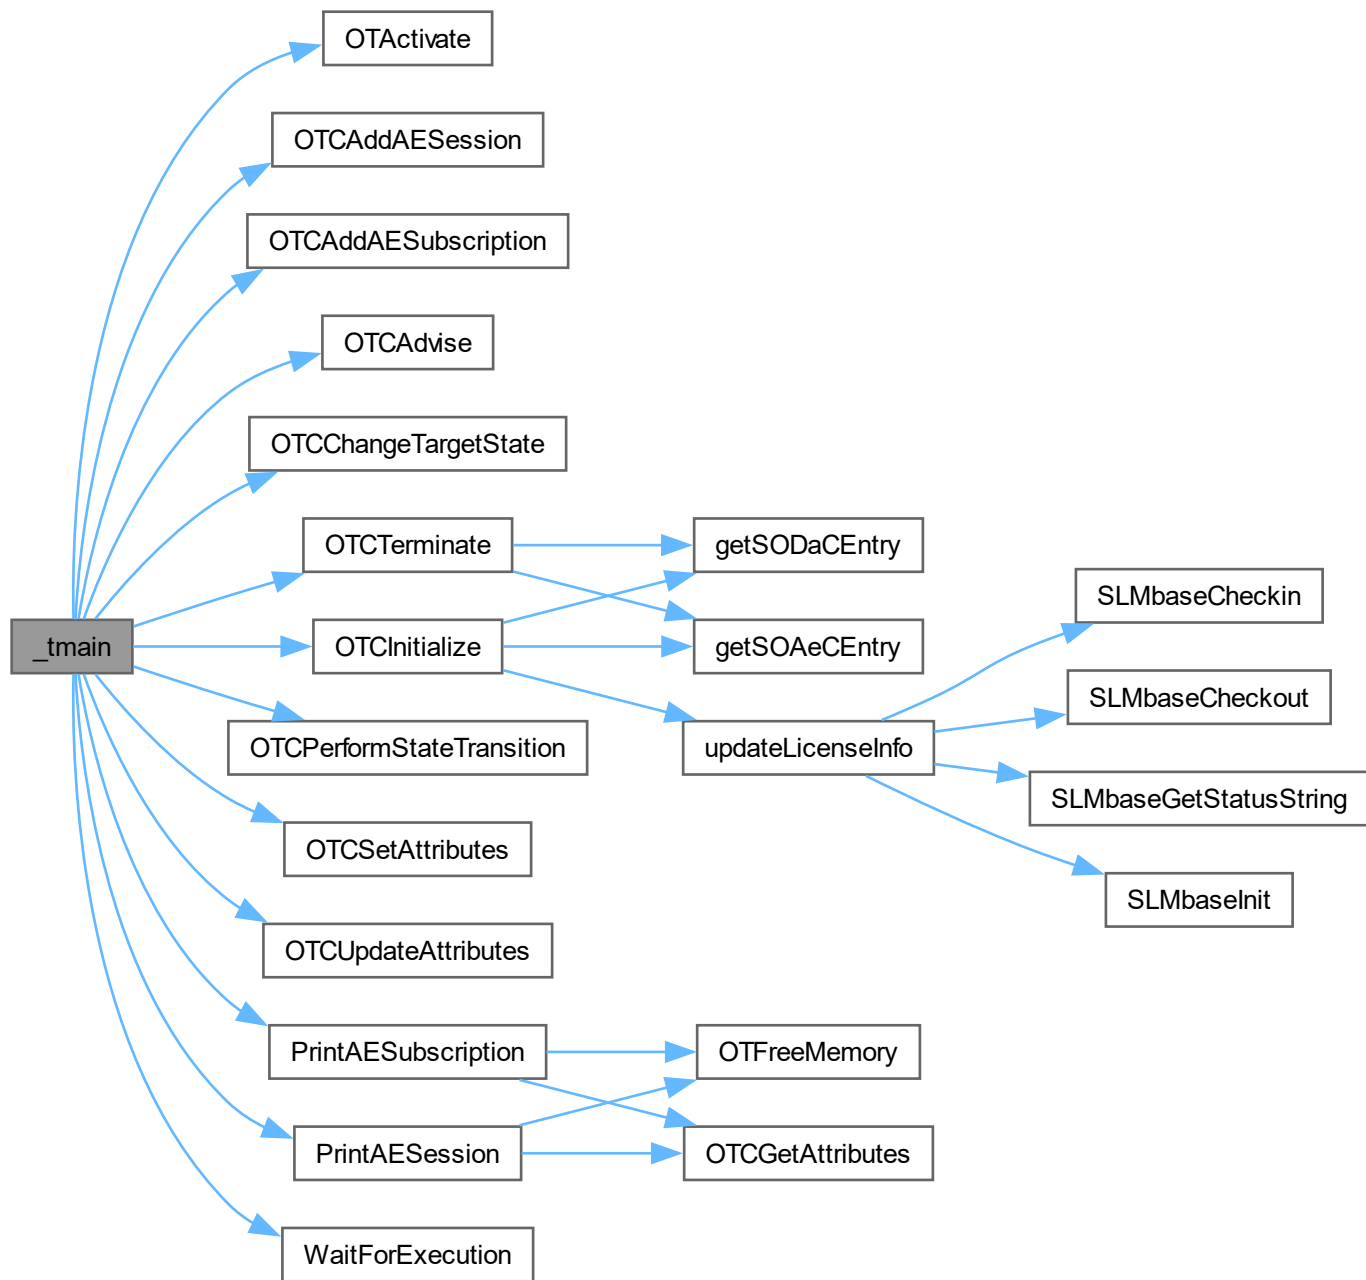 OTActivate
OTCAddAESession
OTCAddAESubscription
OTCAdvise
OTCChangeTargetState
OTCTerminate
getSODaCEntry
SLMbaseCheckin
_tmain
OTCInitialize
getSOAeCEntry
SLMbaseCheckout
OTCPerformStateTransition
updateLicenseInfo
SLMbaseGetStatusString
OTCSetAttributes
SLMbaseInit
OTCUpdateAttributes
PrintAESubscription
OTFreeMemory
PrintAESession
OTCGetAttributes
WaitForExecution